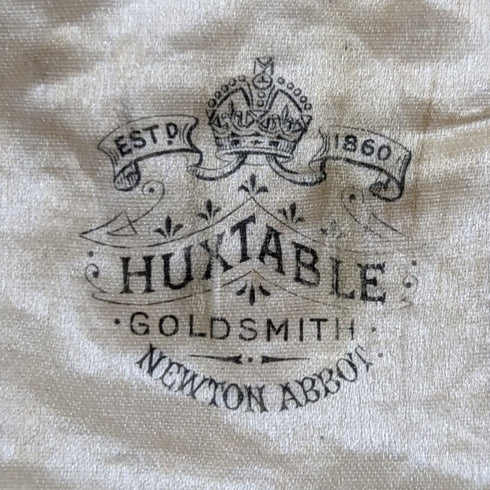 ESTD. 1860
HUXTABLE
·GOLDSMITH·
NEWTON ABBOT.